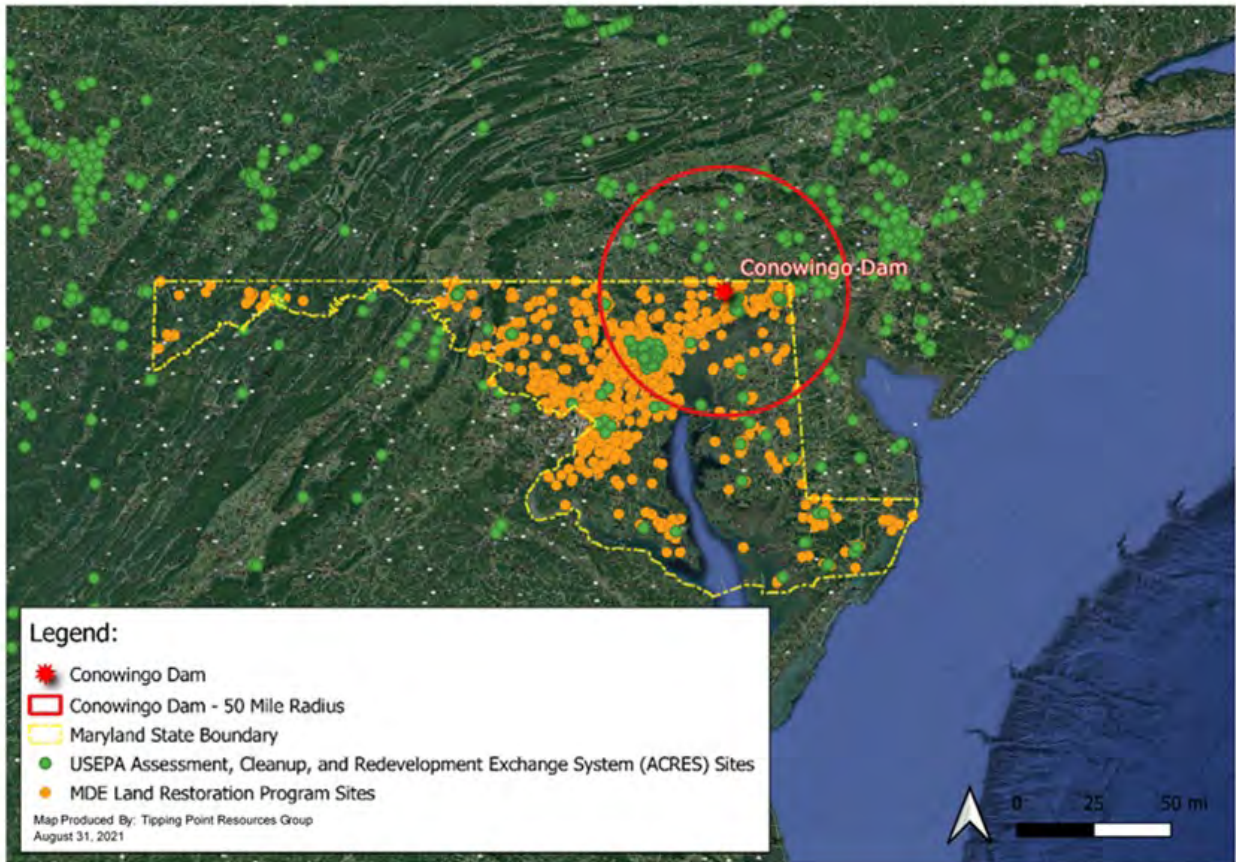 Conowingo Dam
Legend:
Conowingo Dam
Conowingo Dam - 50 Mile Radius
Maryland State Boundary
USEPA Assessment, Cleanup, and Redevelopment Exchange System (ACRES) Sites
MDE Land Restoration Program Sites
Map Produced By: Tipping Point Resources Group
August 31, 2021
0 25 50 mi